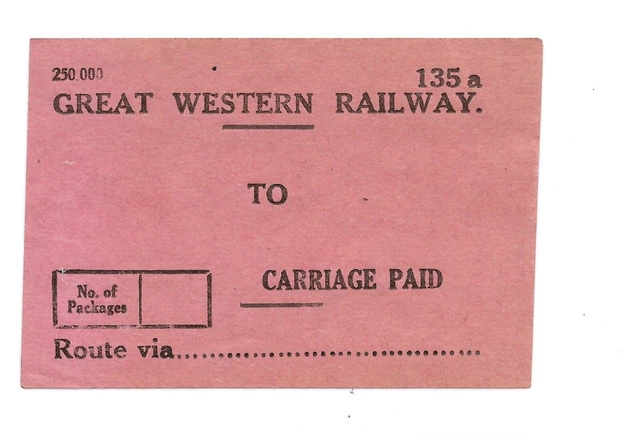 250.000
135 a
GREAT WESTERN RAILWAY.
TO
CARRIAGE PAID
No. of
Packages
Route via..............................................